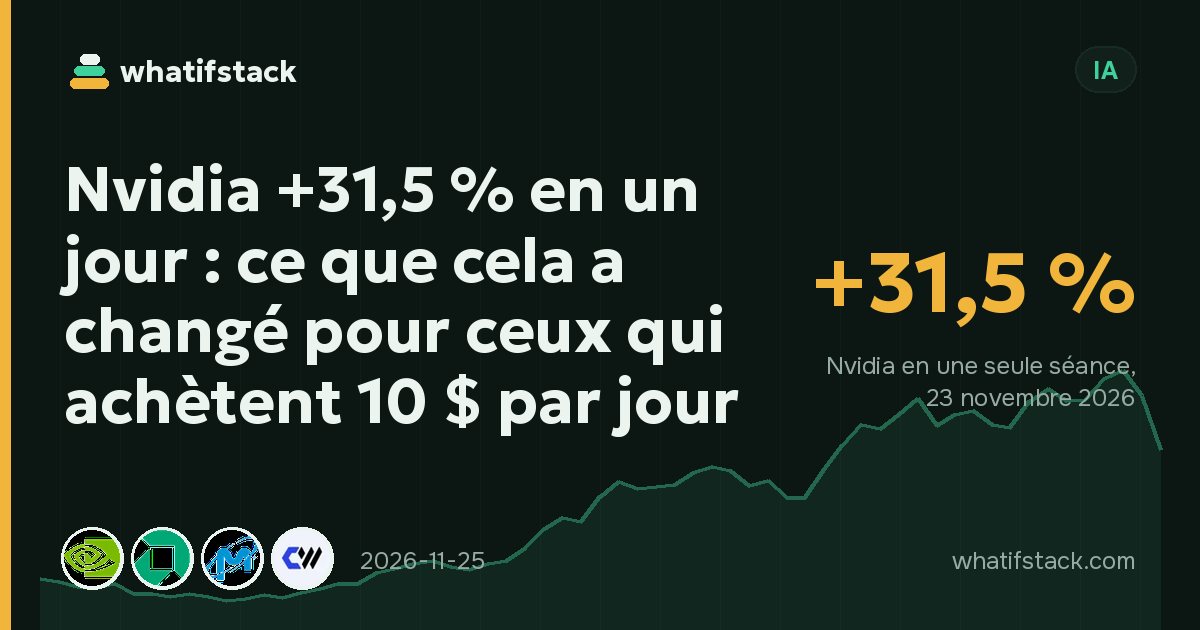 whatifstack
IA
Nvidia +31,5 % en un
jour : ce que cela a
changé pour ceux qui
achètent 10 $ par jour
+31,5 %
Nvidia en une seule séance,
23 novembre 2026
2026-11-25
whatifstack.com